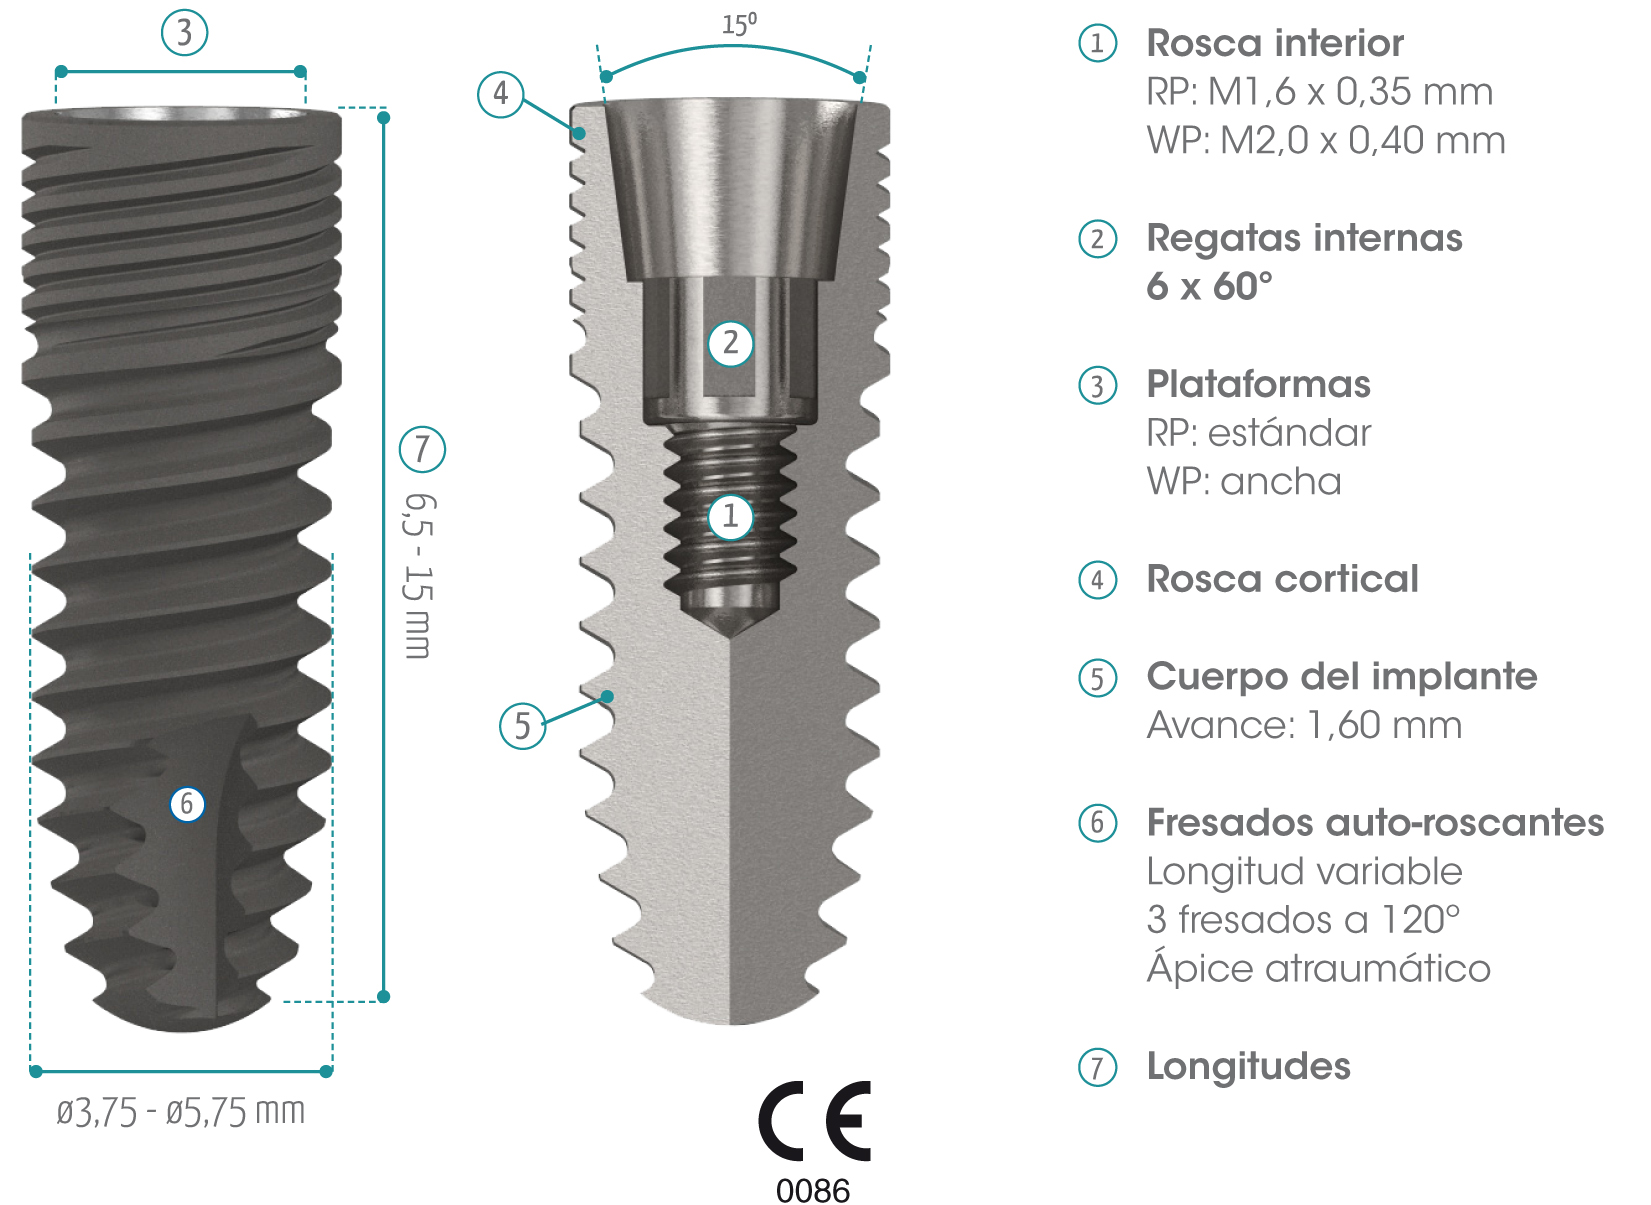 3
15º
4
7
6,5 - 15 mm
2
1
5
6
ø3,75 - ø5,75 mm
CE
0086
1 Rosca interior
RP: M1,6 x 0,35 mm
WP: M2,0 x 0,40 mm
2 Regatas internas
6 x 60°
3 Plataformas
RP: estándar
WP: ancha
4 Rosca cortical
5 Cuerpo del implante
Avance: 1,60 mm
6 Fresados auto-roscantes
Longitud variable
3 fresados a 120°
Ápice atraumático
7 Longitudes